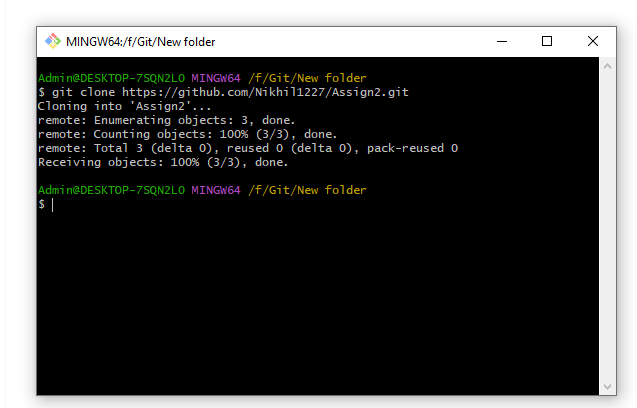 MINGW64:/f/Git/New folder
Admin@DESKTOP-7SQN2L0 MINGW64 /f/Git/New folder
$ git clone https://github.com/Nikhil1227/Assign2.git
Cloning into 'Assign2'...
remote: Enumerating objects: 3, done.
remote: Counting objects: 100% (3/3), done.
remote: Total 3 (delta 0), reused 0 (delta 0), pack-reused 0
Receiving objects: 100% (3/3), done.
Admin@DESKTOP-7SQN2L0 MINGW64 /f/Git/New folder
$